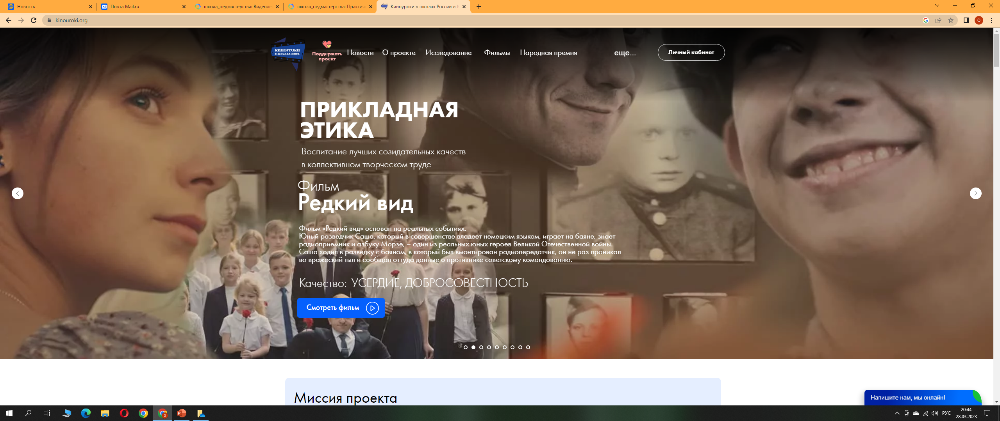 Новость
Почта Mail.ru
школа_педмастерства: Видеоле
школа_педмастерства: Практич
Киноуроки в школах России и
kinouroki.org
О
КИНОУРОКИ
В ШКОЛАХ МИРА
Поддержать
проект
Новости
О проекте
Исследование
Фильмы
Народная премия
еще...
Личный кабинет
ПРИКЛАДНАЯ
ЭТИКА
Воспитание лучших созидательных качеств
в коллективном творческом труде
Фильм
Редкий вид
Фильм «Редкий вид» основан на реальных событиях.
Юный разведчик Саша, который в совершенстве владеет немецким языком, играет на баяне, знает
радиоприемник и азбуку Морзе, – один из реальных юных героев Великой Отечественной войны.
Саша ходил в разведку с баяном, в который был вмонтирован радиопередатчик, он не раз проникал
во вражеский тыл и сообщал оттуда данные о противнике советскому командованию.
Качество: УСЕРДИЕ, ДОБРОСОВЕСТНОСТЬ
Смотреть фильм
Миссия проекта
Напишите нам, мы онлайн!
РУС
20:44
28.03.2023